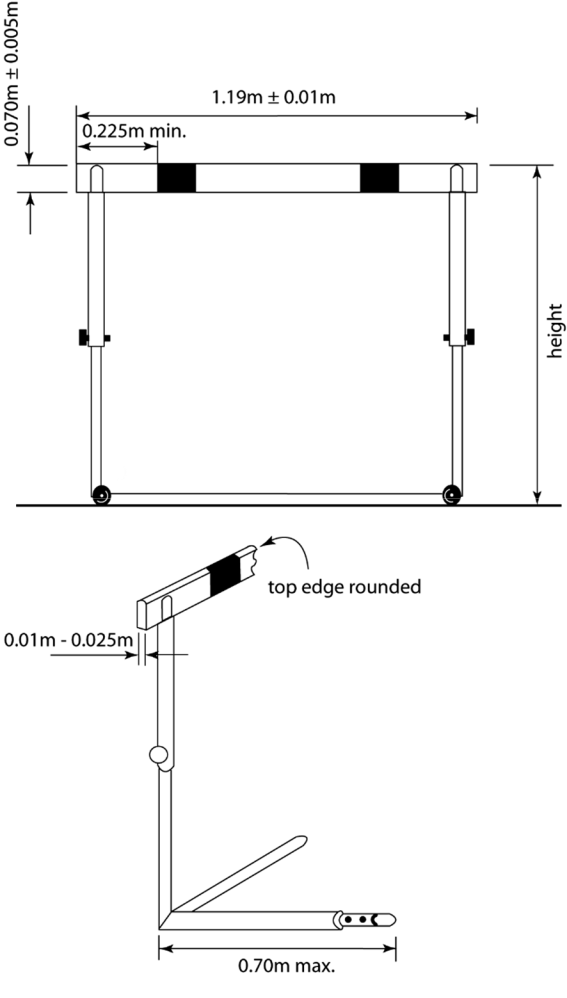 0.070m ± 0.005m
1.19m ± 0.01m
0.225m min.
height
top edge rounded
0.01m - 0.025m
0.70m max.